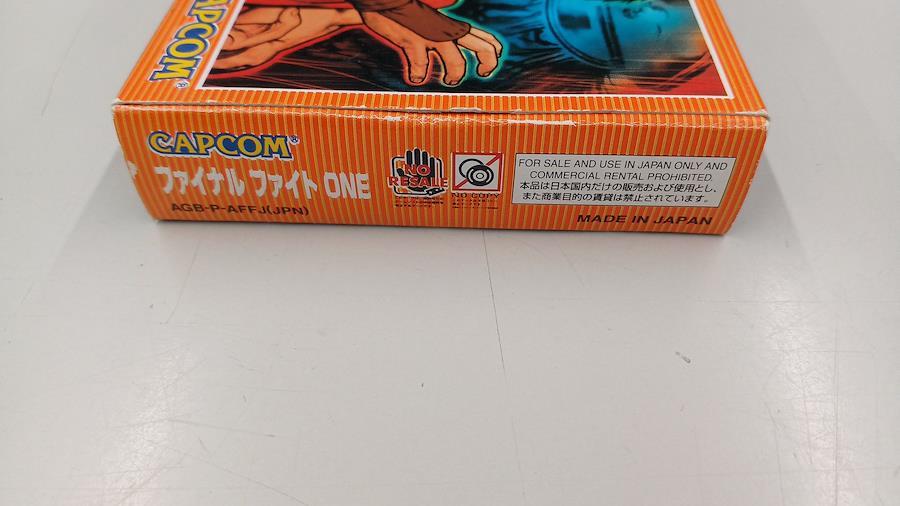 CAPCOM®
CAPCOM®
ファイナル ファイト ONE
AGB-P-AFFJ(JPN)
NO
RESALE
NO COPY
FOR SALE AND USE IN JAPAN ONLY AND
COMMERCIAL RENTAL PROHIBITED.
本品は日本国内だけの販売および使用とし、
また商業目的の賃貸は禁止されています。
MADE IN JAPAN